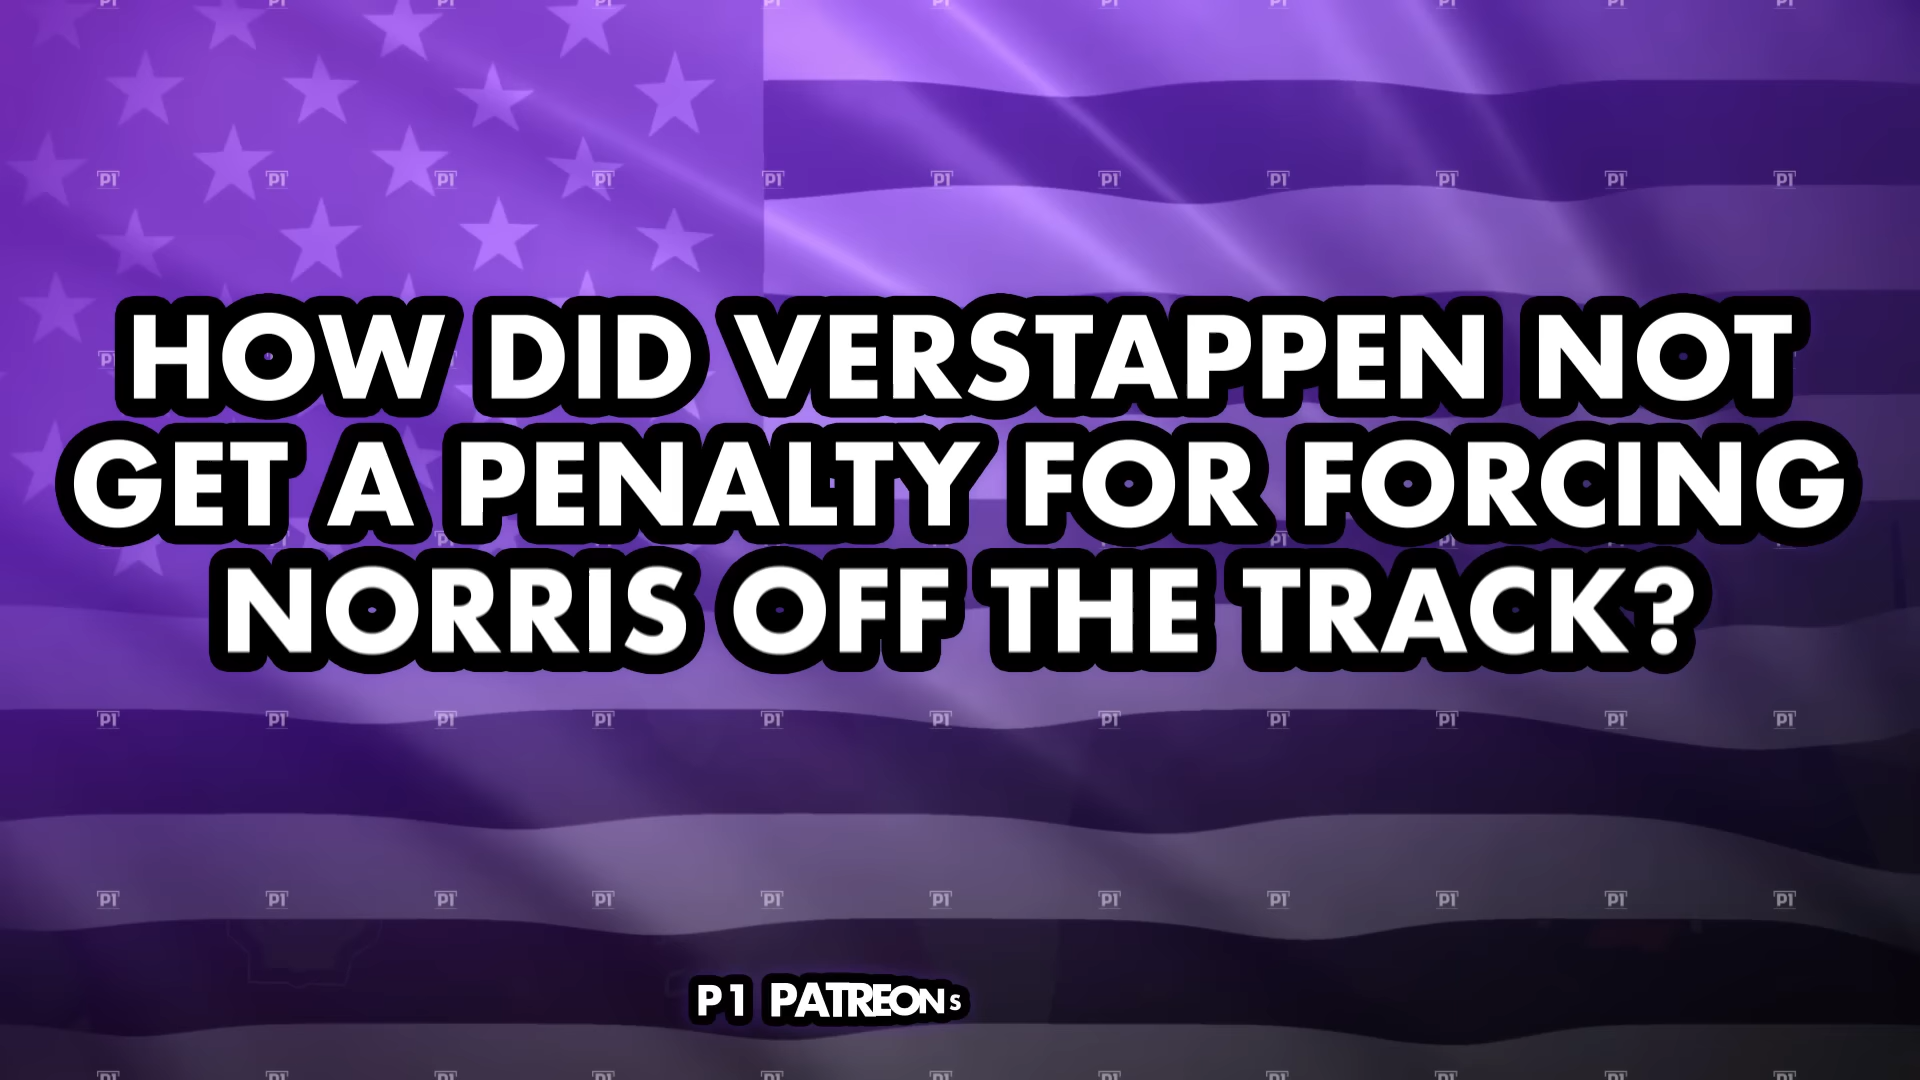 HOW DID VERSTAPPEN NOT
GET A PENALTY FOR FORCING
NORRIS OFF THE TRACK?
P1 PATREONS